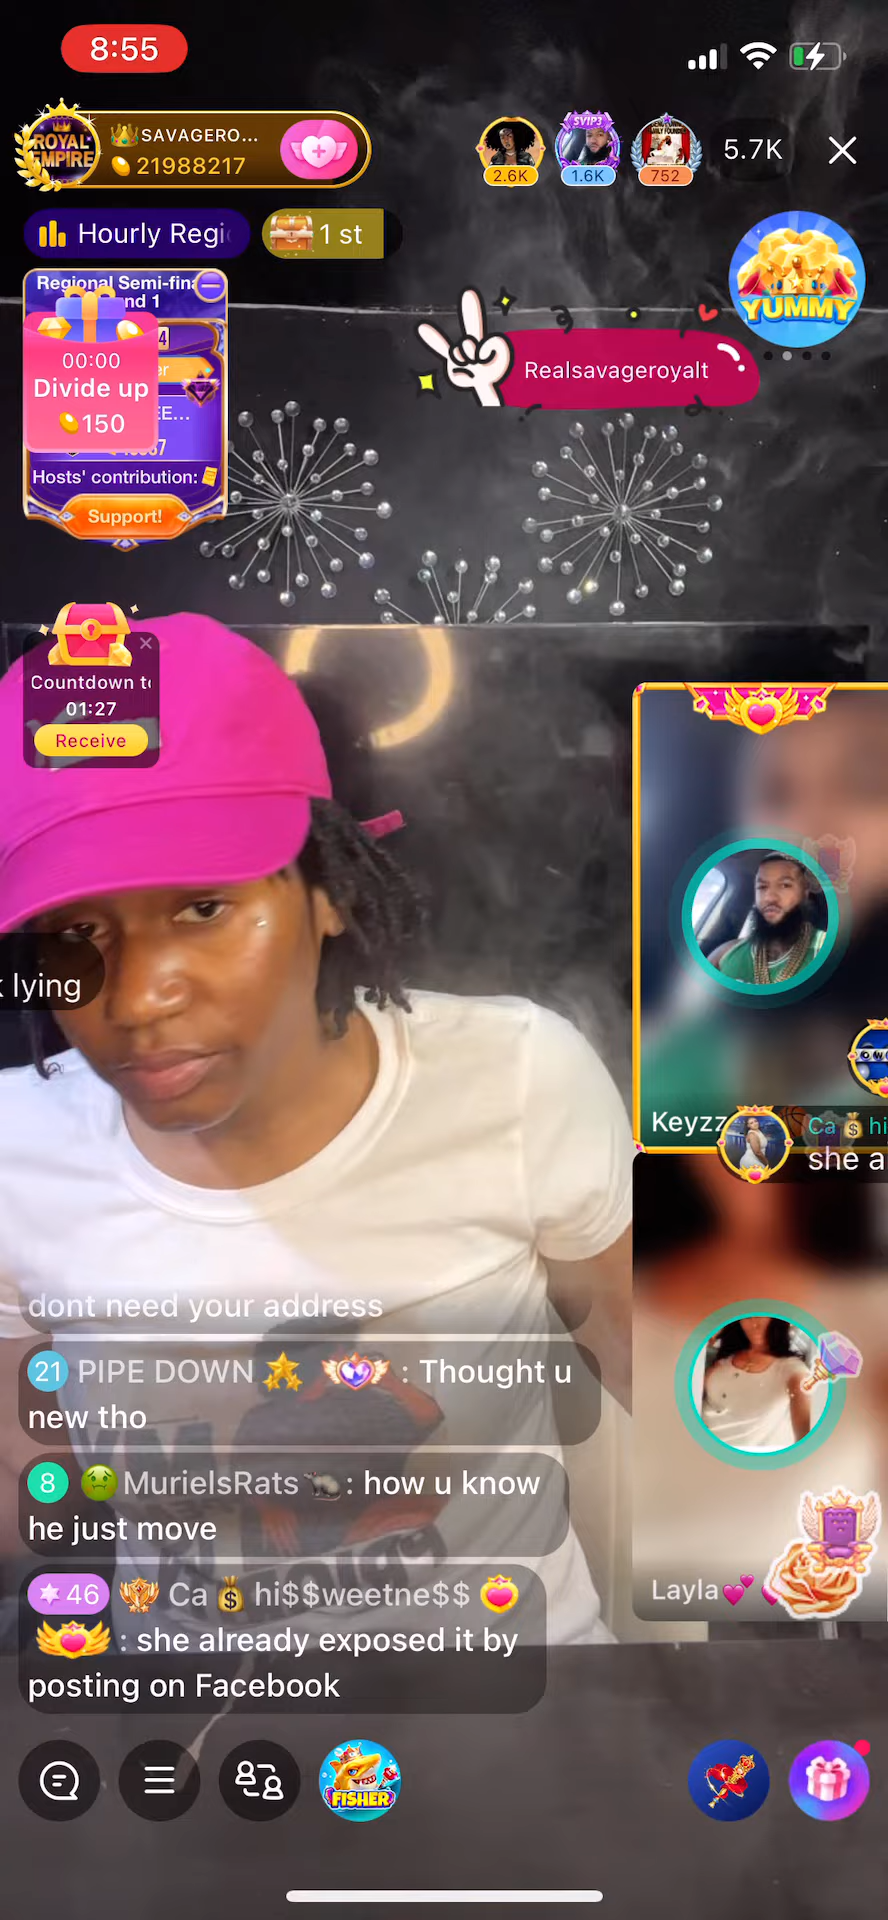 8:55
ROYAL
EMPIRE
SAVAGERO...
21988217
SVIP3
2.6K
1.6K
752
5.7K
Hourly Regi
1 st
Regional Semi-fina
nd 1
YUMMY
00:00
Divide up
150
Realsavageroyalt
Hosts' contribution:
Support!
Countdown to
01:27
Receive
lying
Keyzz
Ca hi
she a
dont need your address
21 PIPE DOWN : Thought u
new tho
8 MurielsRats : how u know
he just move
46 Ca hi$$weetne$$
: she already exposed it by
posting on Facebook
Layla
FISHER